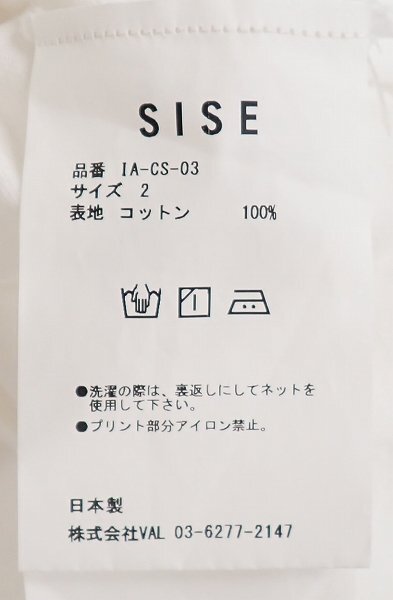 SISE
品番 IA-CS-03
サイズ 2
表地 コットン 100%
●洗濯の際は、裏返しにしてネットを
使用して下さい。
●プリント部分アイロン禁止。
日本製
株式会社VAL 03-6277-2147